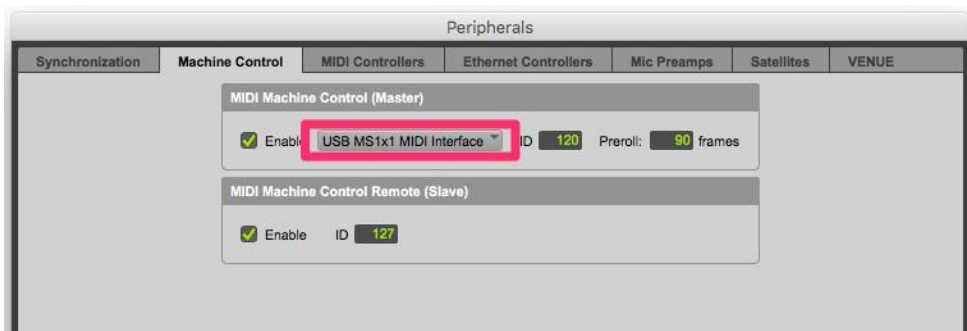 Peripherals
Synchronization Machine Control MIDI Controllers Ethernet Controllers Mic Preamps Satellites VENUE
MIDI Machine Control (Master)
Enabl USB MS1x1 MIDI Interface ID 120 Preroll: 90 frames
MIDI Machine Control Remote (Slave)
Enable ID 127